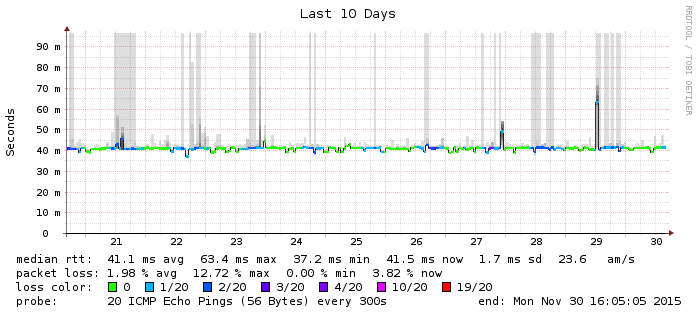 Last 10 Days
RRDTOOL / TOBI OETIKER
Seconds
90 m
80 m
70 m
60 m
50 m
40 m
30 m
20 m
10 m
0
21 22 23 24 25 26 27 28 29 30
median rtt: 41.1 ms avg 63.4 ms max 37.2 ms min 41.5 ms now 1.7 ms sd 23.6 am/s
packet loss: 1.98 % avg 12.72 % max 0.00 % min 3.82 % now
loss color: 0 1/20 2/20 3/20 4/20 10/20 19/20
probe: 20 ICMP Echo Pings (56 Bytes) every 300s end: Mon Nov 30 16:05:05 2015